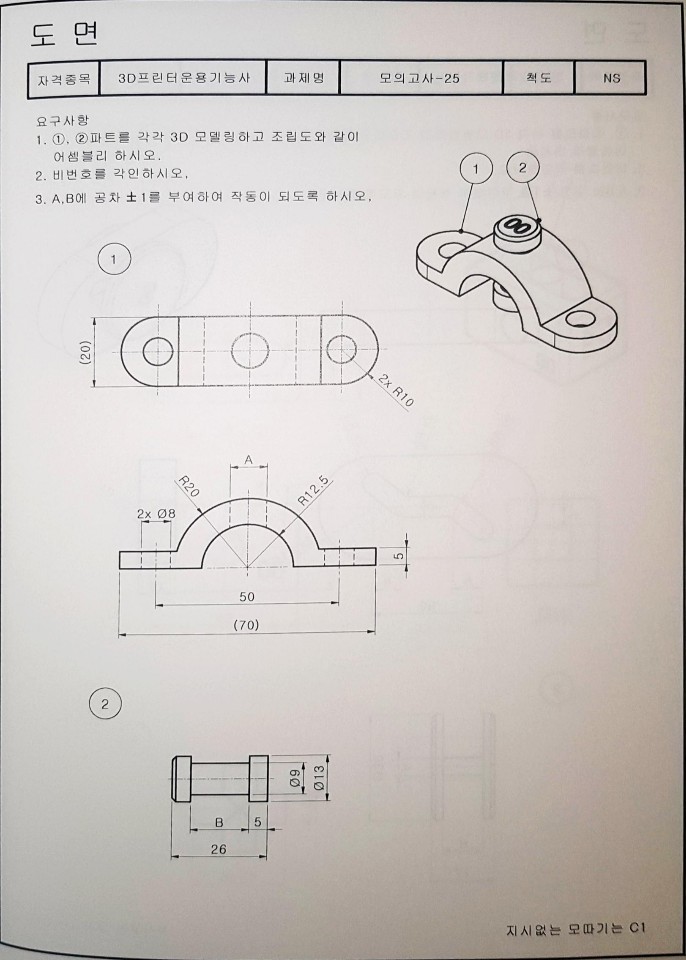 도 면
자격종목 3D프린터운용기능사 과제명 모의고사-25 척도 NS
요구사항
1. ①, ②파트를 각각 3D 모델링하고 조립도와 같이
어셈블리 하시오.
2. 비번호를 각인하시오,
3. A,B에 공차 ±1를 부여하여 작동이 되도록 하시오,
1 2
00
1
(20)
2x R10
A
R20
R12.5
2x Ø8
5
50
(70)
2
Ø9
Ø13
B
5
26
지시없는 모따기는 C1